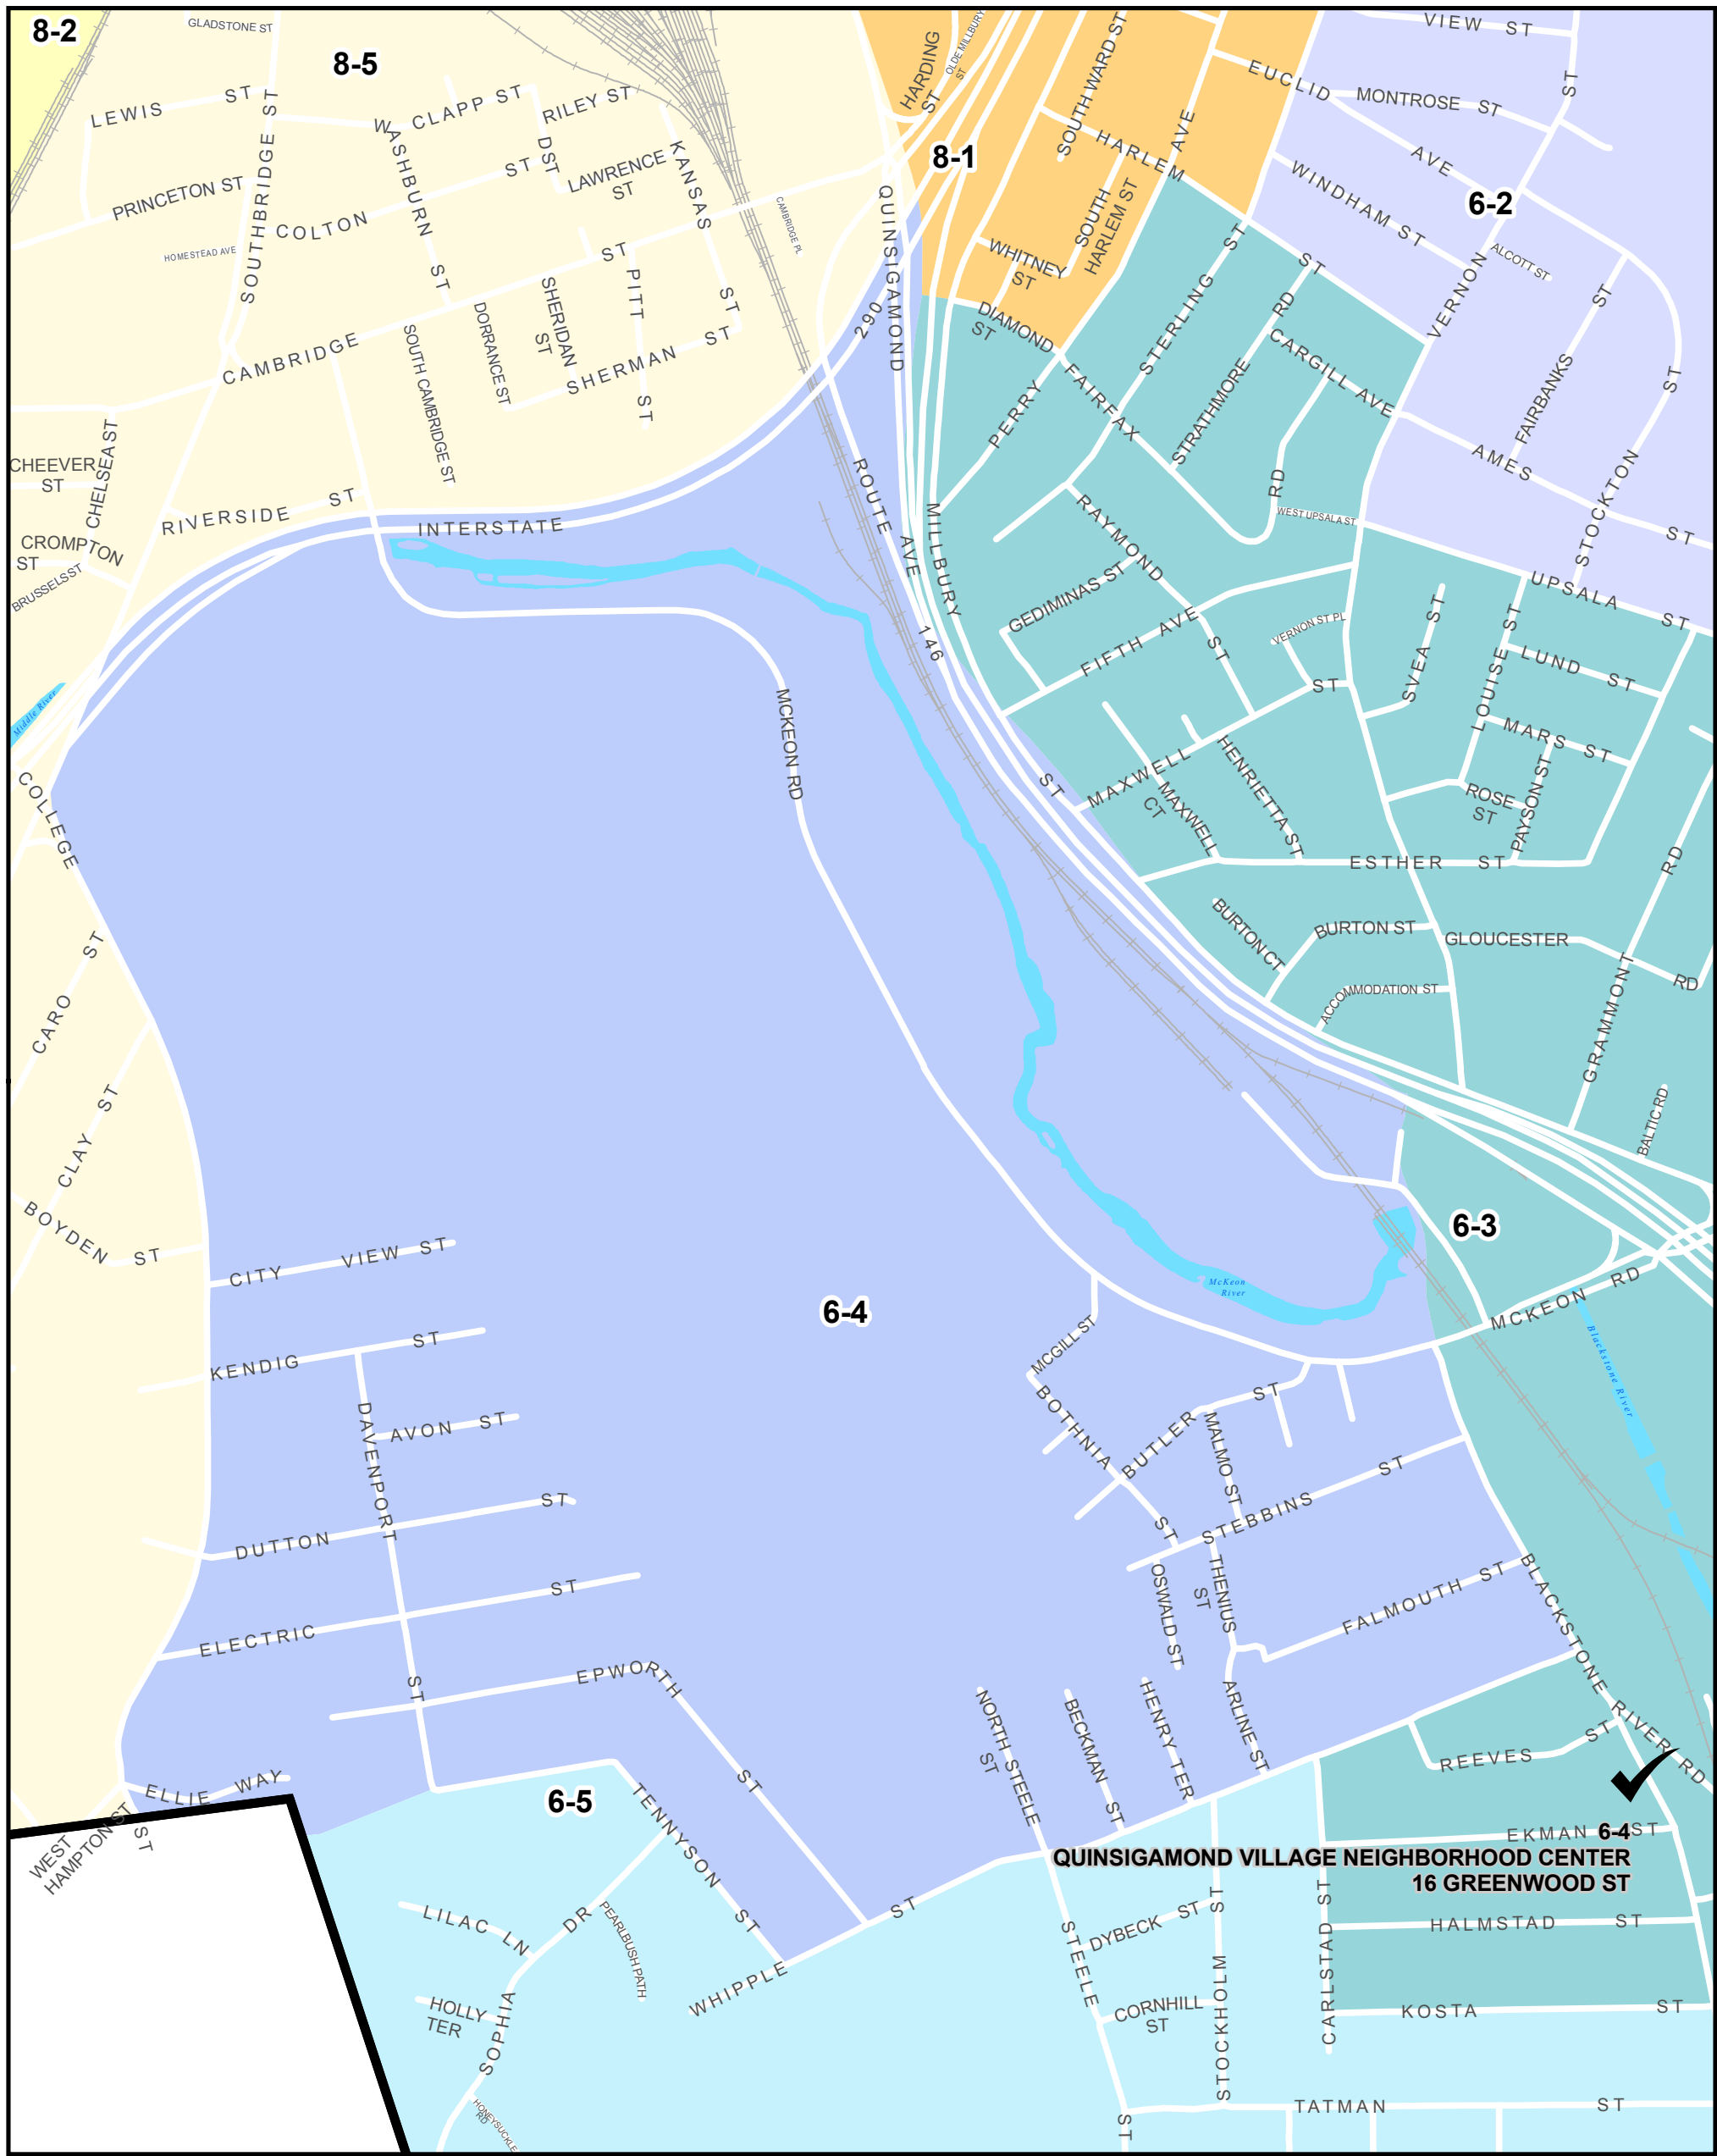 8-2
GLADSTONE ST
8-5
LEWIS ST
SOUTHBRIDGE ST
WASHBURN ST
CLAPP ST
RILEY ST
D ST
LAWRENCE
ST
KANSAS ST
PRINCETON ST
COLTON ST
HOMESTEAD AVE
CAMBRIDGE ST
SOUTH CAMBRIDGE ST
DORRANCE ST
SHERIDAN
ST
PITT ST
SHERMAN ST
CAMBRIDGE PL
CHEEVER
ST
CHELSEA ST
CROMPTON
ST
BRUSSELS ST
RIVERSIDE ST
INTERSTATE 290
QUINSIGAMOND AVE
ROUTE 146
MILLBURY ST
HARDING
ST
OLDE MILLBURY
ST
8-1
SOUTH WARD ST
HARLEM ST
PERRY AVE
SOUTH
HARLEM ST
WHITNEY
ST
DIAMOND
ST
VIEW ST
EUCLID AVE
MONTROSE ST
WINDHAM ST
6-2
ALCOTT ST
VERNON ST
FAIRBANKS ST
STOCKTON ST
AMES ST
STERLING ST
STRATHMORE RD
CARGILL AVE
FAIRFAX RD
WEST UPSALA ST
UPSALA ST
RAYMOND ST
GEDIMINAS ST
FIFTH AVE
VERNON ST PL
SVEA ST
LOUISE ST
LUND ST
MARS ST
ROSE
ST
PAYSON ST
MAXWELL ST
MAXWELL
CT
HENRIETTA ST
ESTHER ST
BURTON CT
BURTON ST
GLOUCESTER RD
ACCOMMODATION ST
GRAMMONT RD
BALTIC RD
Middle River
MCKEON RD
COLLEGE ST
CARO ST
CLAY ST
BOYDEN ST
CITY VIEW ST
KENDIG ST
DAVENPORT ST
AVON ST
DUTTON ST
ELECTRIC ST
EPWORTH ST
ELLIE WAY
WEST
HAMPTON ST
6-4
6-3
McKeon
River
MCKEON RD
Blackstone River
MCGILL ST
BOTHNIA ST
BUTLER ST
MALMO ST
STEBBINS ST
OSWALD ST
THENIUS
ST
FALMOUTH ST
BLACKSTONE RIVER RD
NORTH STEELE
ST
BECKMAN ST
HENRY TER
ARLINE ST
REEVES ST
6-5
TENNYSON ST
LILAC LN
SOPHIA DR
PEARLBUSH PATH
HOLLY
TER
HONEYSUCKLE
RD
WHIPPLE ST
EKMAN ST
6-4
QUINSIGAMOND VILLAGE NEIGHBORHOOD CENTER
16 GREENWOOD ST
STEELE ST
DYBECK ST
CORNHILL
ST
STOCKHOLM ST
CARLSTAD ST
HALMSTAD ST
KOSTA ST
TATMAN ST